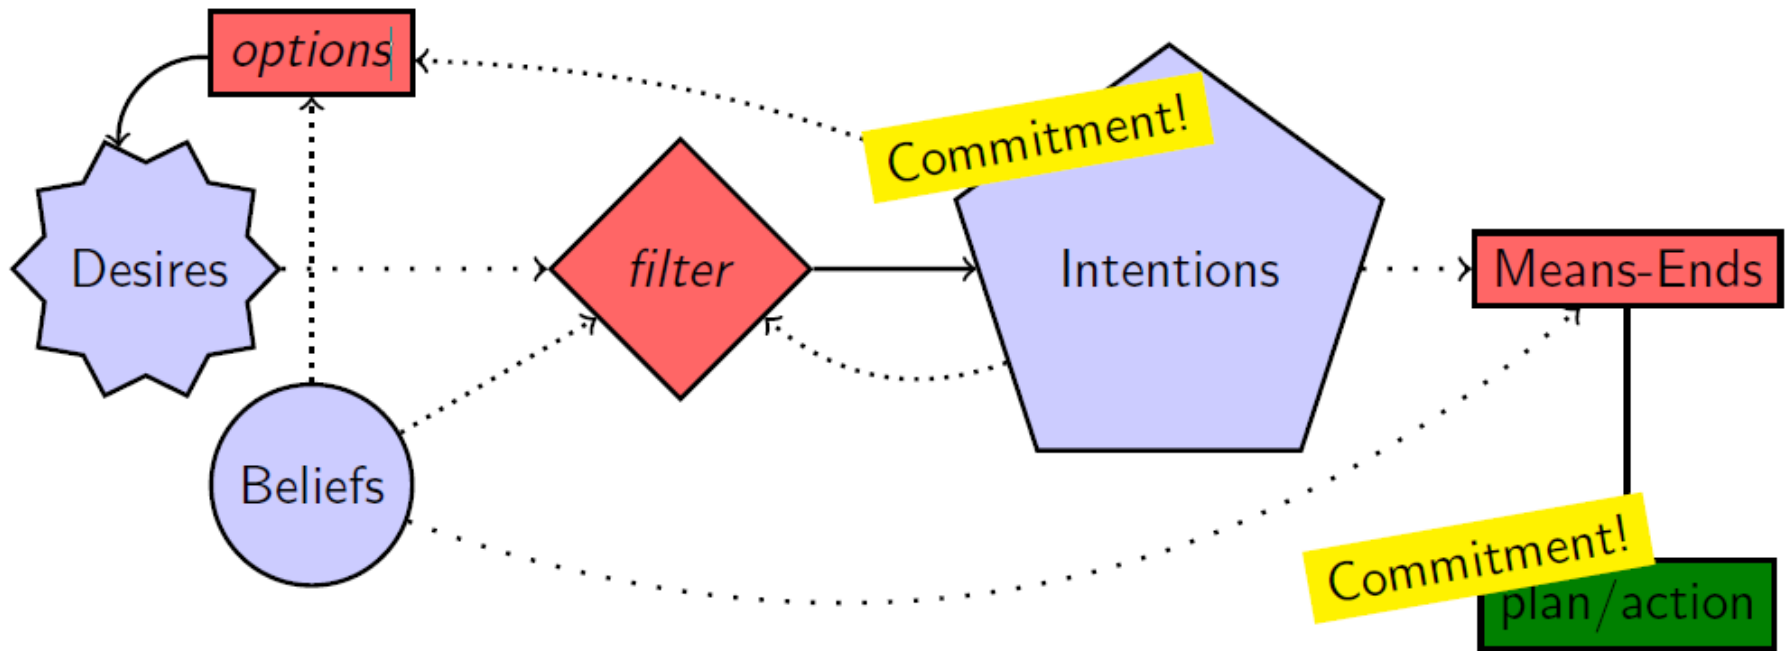 options
Commitment!
Desires
filter
Intentions
Means-Ends
Beliefs
Commitment!
plan/action